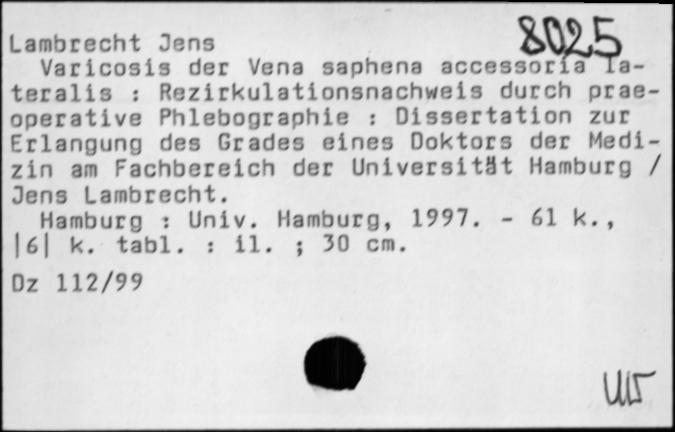 8025
Lambrecht Jens
Varicosis der Vena saphena accessoria la-
teralis : Rezirkulationsnachweis durch prae-
operative Phlebographie : Dissertation zur
Erlangung des Grades eines Doktors der Medi-
zin am Fachbereich der Universität Hamburg /
Jens Lambrecht.
Hamburg : Univ. Hamburg, 1997. - 61 k.,
|6| k. tabl. : il. ; 30 cm.
Dz 112/99